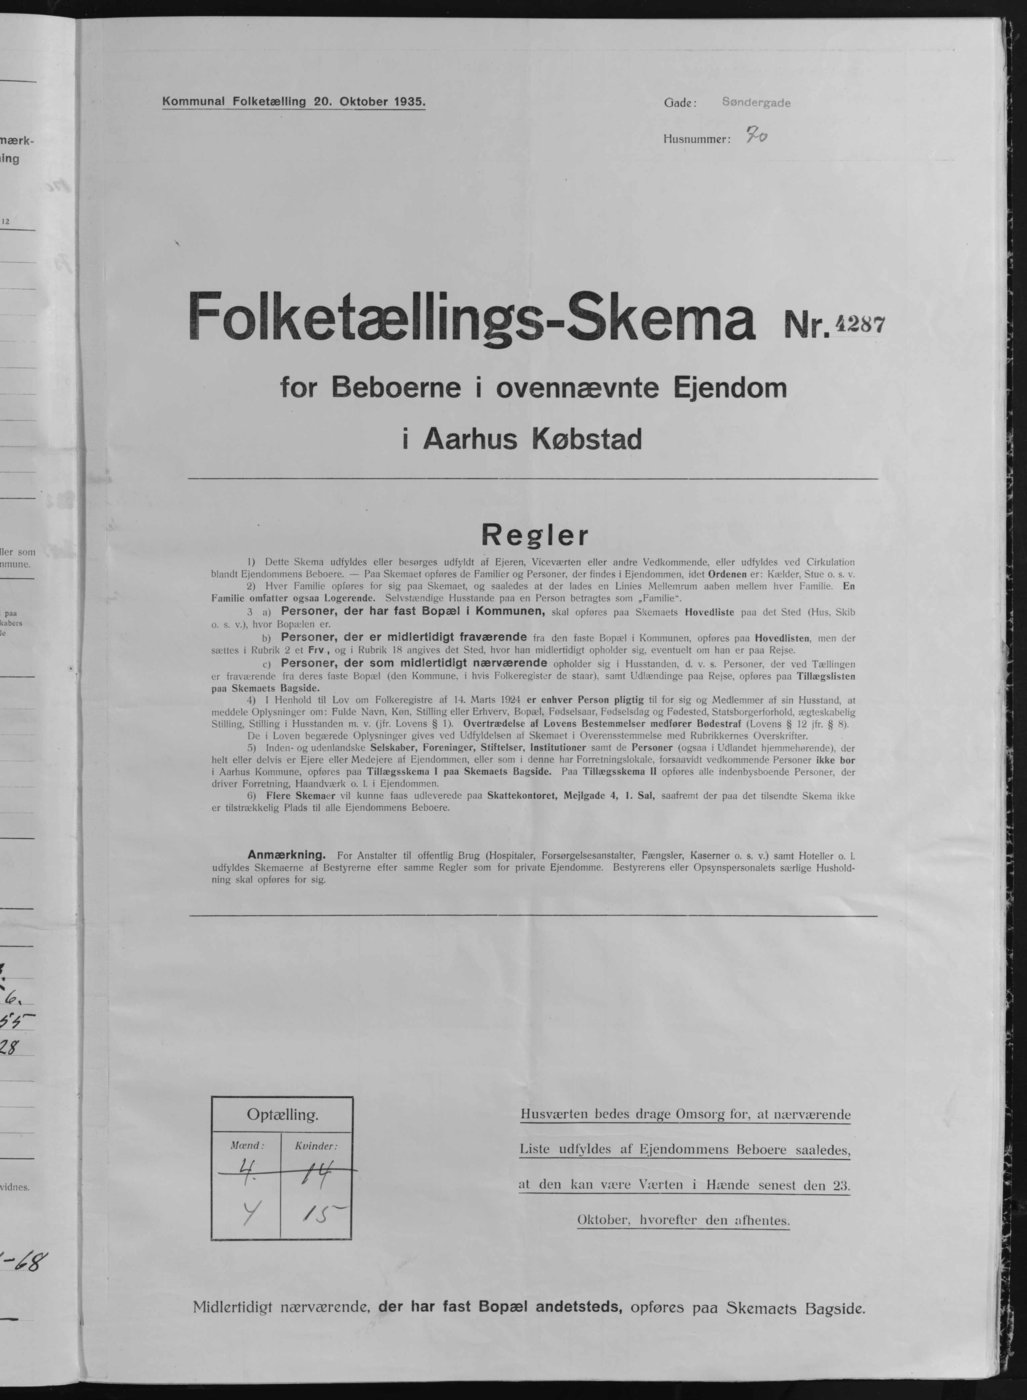 Kommunal Folketælling 20. Oktober 1935.
Gade: Søndergade
Husnummer: 70
mærk-
ing
12
Folketællings-Skema Nr. 4287
for Beboerne i ovennævnte Ejendom
i Aarhus Købstad
Regler
1) Dette Skema udfyldes eller besørges udfyldt af Ejeren, Viceværten eller andre Vedkommende, eller udfyldes ved Cirkulation
blandt Ejendommens Beboere. — Paa Skemaet opføres de Familier og Personer, der findes i Ejendommen, idet Ordenen er: Kælder, Stue o. s. v.
2) Hver Familie opføres for sig paa Skemaet, og saaledes at der lades en Linies Mellemrum aaben mellem hver Familie. En
Familie omfatter ogsaa Logerende. Selvstændige Husstande paa en Person betragtes som „Familie“.
3 a) Personer, der har fast Bopæl i Kommunen, skal opføres paa Skemaets Hovedliste paa det Sted (Hus, Skib
o. s. v.), hvor Bopælen er.
b) Personer, der er midlertidigt fraværende fra den faste Bopæl i Kommunen, opføres paa Hovedlisten, men der
sættes i Rubrik 2 et Frv, og i Rubrik 18 angives det Sted, hvor han midlertidigt opholder sig, eventuelt om han er paa Rejse.
c) Personer, der som midlertidigt nærværende opholder sig i Husstanden, d. v. s. Personer, der ved Tællingen
er fraværende fra deres faste Bopæl (den Kommune, i hvis Folkeregister de staar), samt Udlændinge paa Rejse, opføres paa Tillægslisten
paa Skemaets Bagside.
4) I Henhold til Lov om Folkeregistre af 14. Marts 1924 er enhver Person pligtig til for sig og Medlemmer af sin Husstand, at
meddele Oplysninger om: Fulde Navn, Køn, Stilling eller Erhverv, Bopæl, Fødselsaar, Fødselsdag og Fødested, Statsborgerforhold, ægteskabelig
Stilling, Stilling i Husstanden m. v. (jfr. Lovens § 1). Overtrædelse af Lovens Bestemmelser medfører Bødestraf (Lovens § 12 jfr. § 8).
De i Loven begærede Oplysninger gives ved Udfyldelsen af Skemaet i Overensstemmelse med Rubrikkernes Overskrifter.
5) Inden- og udenlandske Selskaber, Foreninger, Stiftelser, Institutioner samt de Personer (ogsaa i Udlandet hjemmehørende), der
helt eller delvis er Ejere eller Medejere af Ejendommen, eller som i denne har Forretningslokale, forsaavidt vedkommende Personer ikke bor
i Aarhus Kommune, opføres paa Tillægsskema I paa Skemaets Bagside. Paa Tillægsskema II opføres alle indenbysboende Personer, der
driver Forretning, Haandværk o. l. i Ejendommen.
6) Flere Skemaer vil kunne faas udleverede paa Skattekontoret, Mejlgade 4, 1. Sal, saafremt der paa det tilsendte Skema ikke
er tilstrækkelig Plads til alle Ejendommens Beboere.
Anmærkning. For Anstalter til offentlig Brug (Hospitaler, Forsørgelsesanstalter, Fængsler, Kaserner o. s. v.) samt Hoteller o. l.
udfyldes Skemaerne af Bestyrerne efter samme Regler som for private Ejendomme. Bestyrerens eller Opsynspersonalets særlige Hushold-
ning skal opføres for sig.
ller som
mmune.
paa
kabers
6.
55
28
vidnes.
-68
Optælling.
Mænd: Kvinder:
4. 14
4 15
Husværten bedes drage Omsorg for, at nærværende
Liste udfyldes af Ejendommens Beboere saaledes,
at den kan være Værten i Hænde senest den 23.
Oktober, hvorefter den afhentes.
Midlertidigt nærværende, der har fast Bopæl andetsteds, opføres paa Skemaets Bagside.